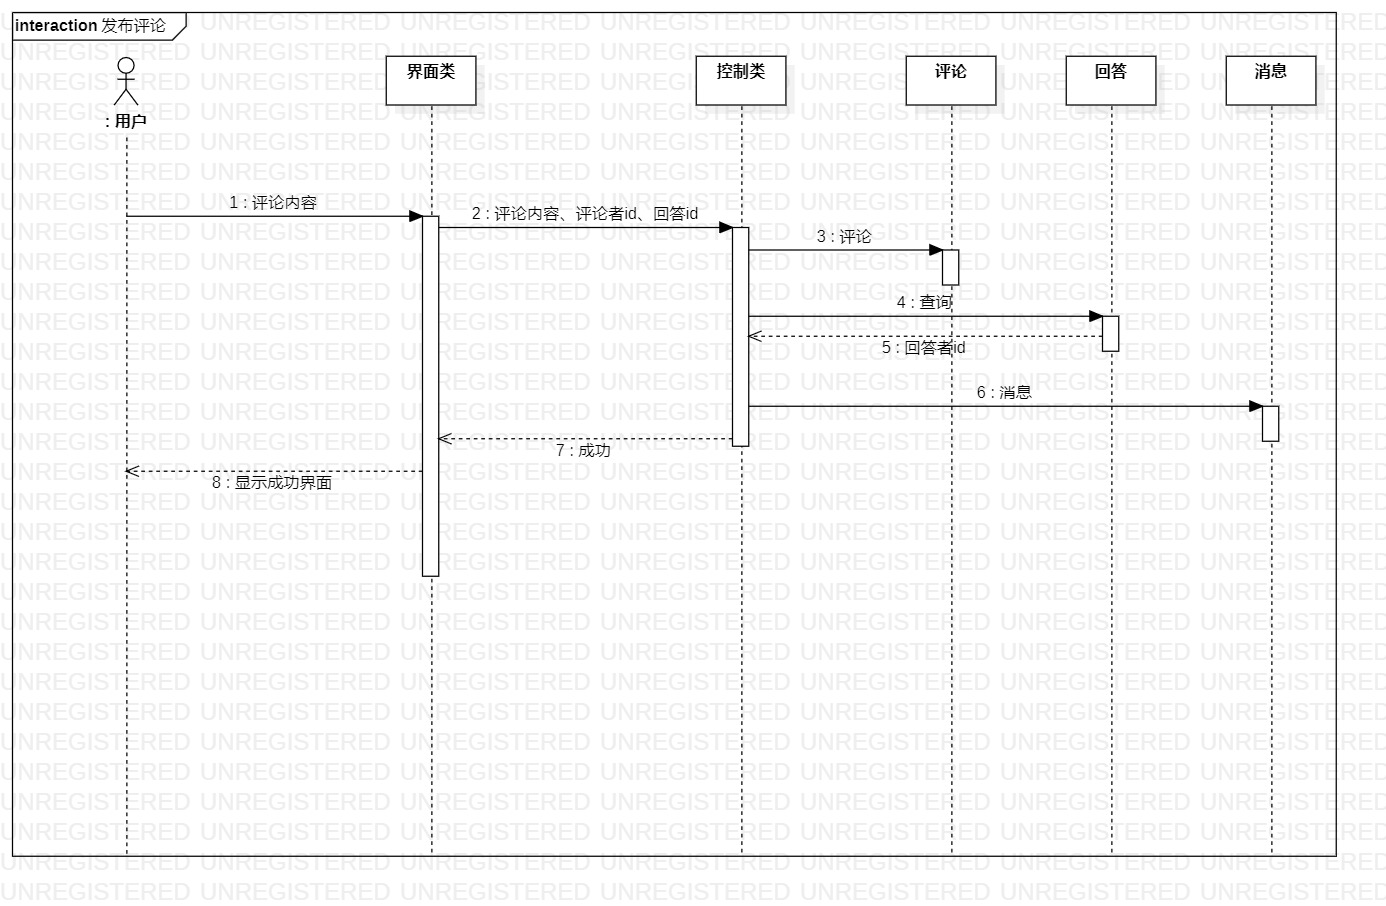 interaction 发布评论
: 用户
界面类
控制类
评论
回答
消息
1 : 评论内容
2 : 评论内容、评论者id、回答id
3 : 评论
4 : 查询
5 : 回答者id
6 : 消息
7 : 成功
8 : 显示成功界面
UNREGISTERED